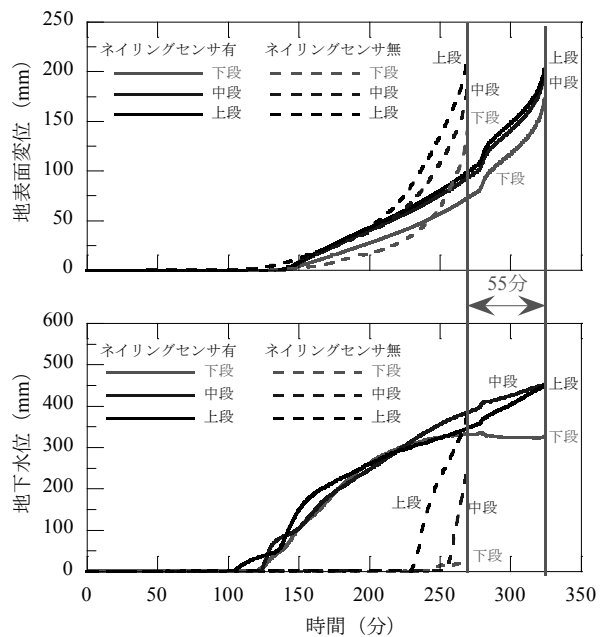 250
200
150
100
50
0
地表面変位（mm）
ネイリングセンサ有
ネイリングセンサ無
下段
中段
上段
下段
中段
上段
上段
中段
下段
上段
中段
下段
55分
600
500
400
300
200
100
0
地下水位（mm）
ネイリングセンサ有
ネイリングセンサ無
下段
中段
上段
下段
中段
上段
中段
上段
下段
上段
中段
下段
0 50 100 150 200 250 300 350
時間（分）